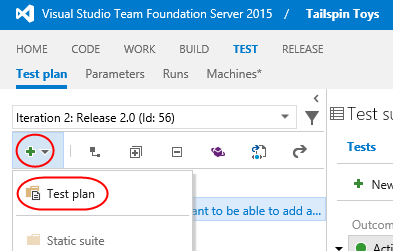 Visual Studio Team Foundation Server 2015 / Tailspin Toys
HOME CODE WORK BUILD TEST RELEASE
Test plan Parameters Runs Machines*
Iteration 2: Release 2.0 (Id: 56)
Test su
Tests
Test plan
New
ant to be able to add a...
Outcom
Static suite
Acti